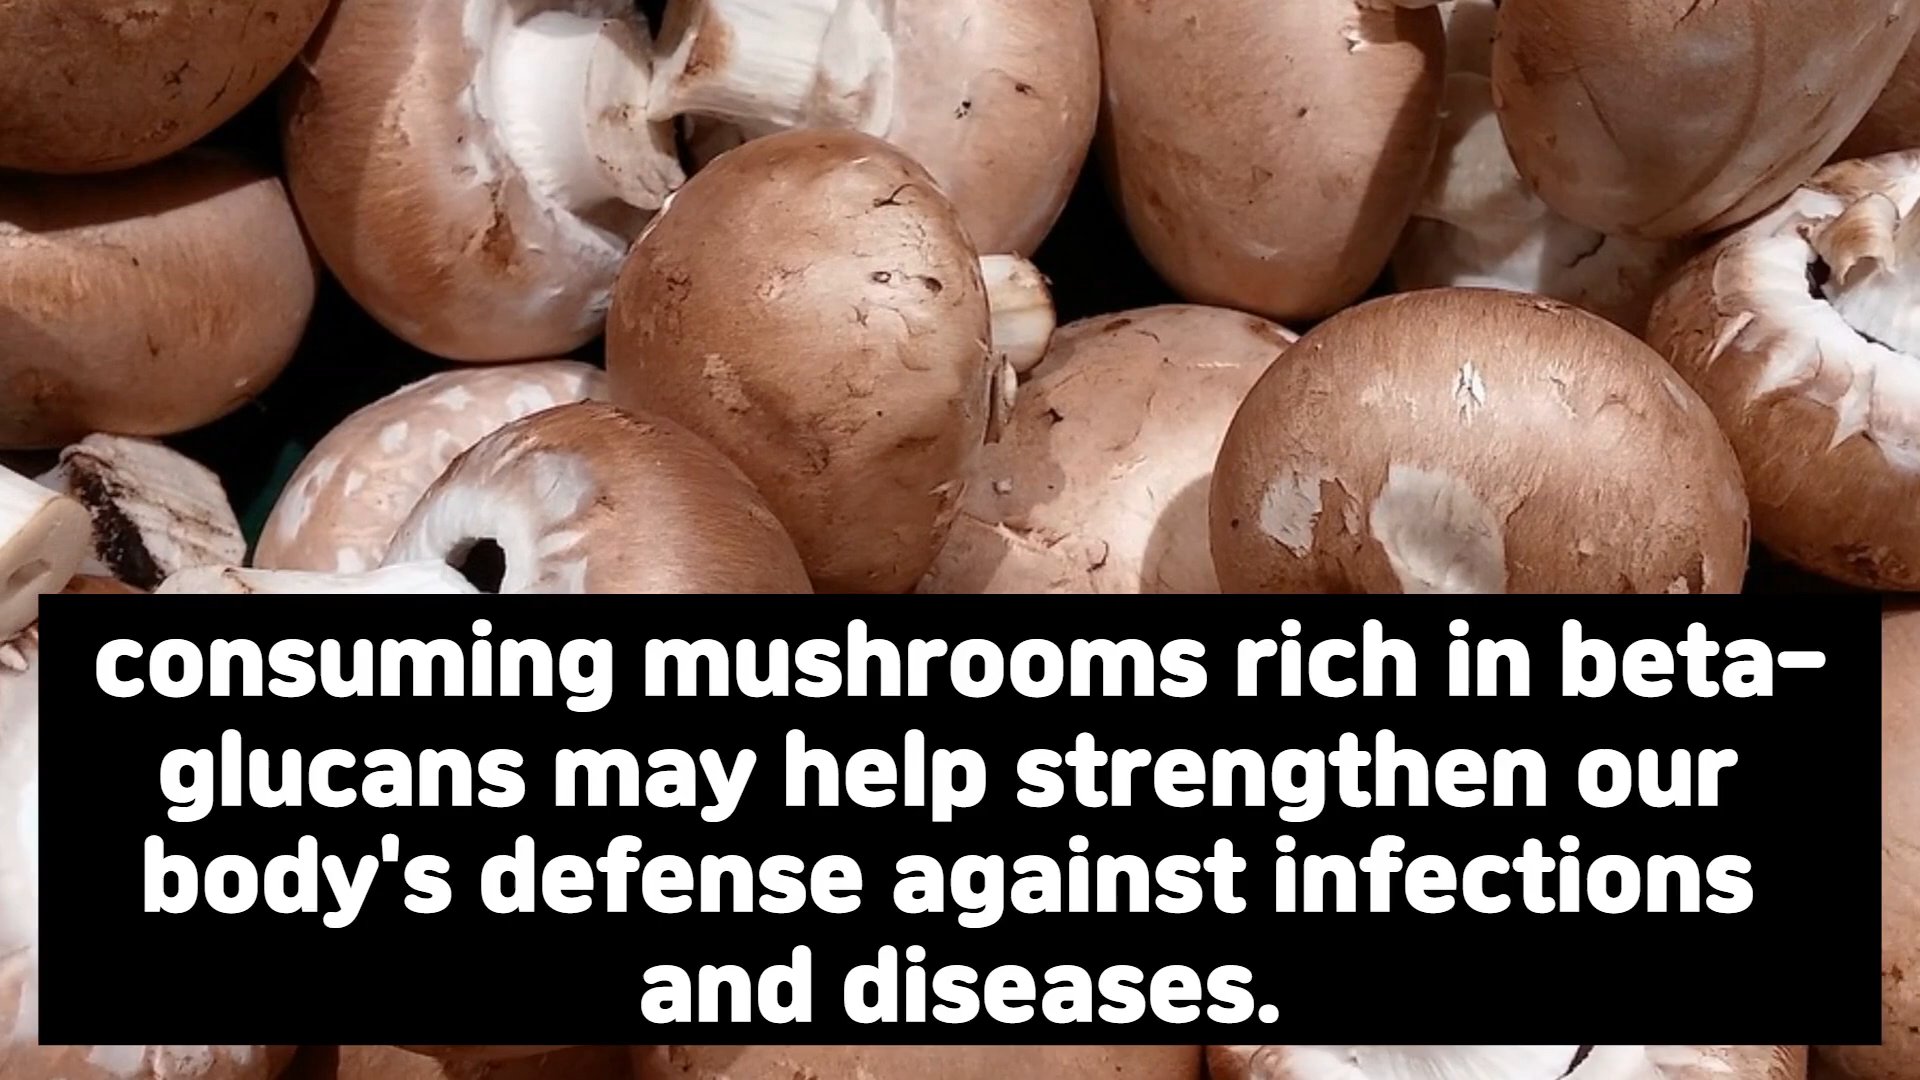 consuming mushrooms rich in beta-
glucans may help strengthen our
body's defense against infections
and diseases.